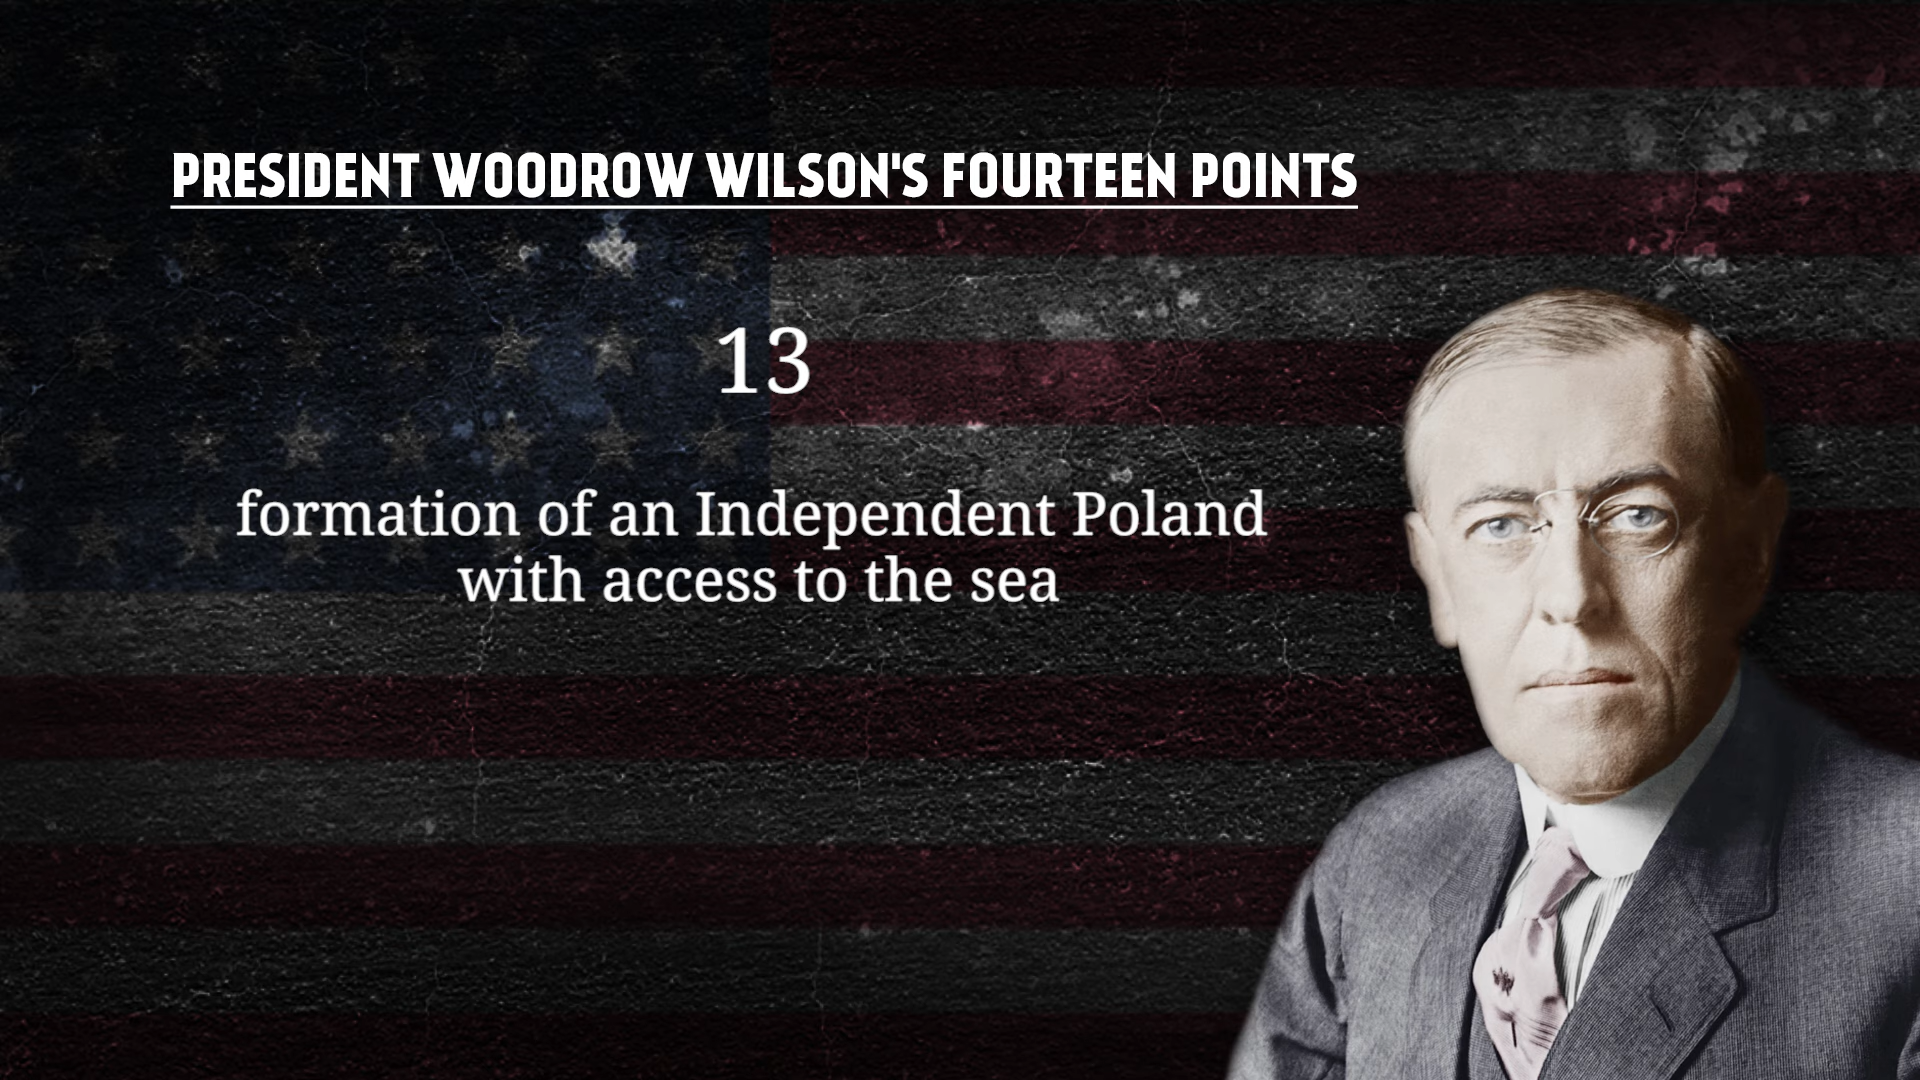 PRESIDENT WOODROW WILSON'S FOURTEEN POINTS
13
formation of an Independent Poland
with access to the sea